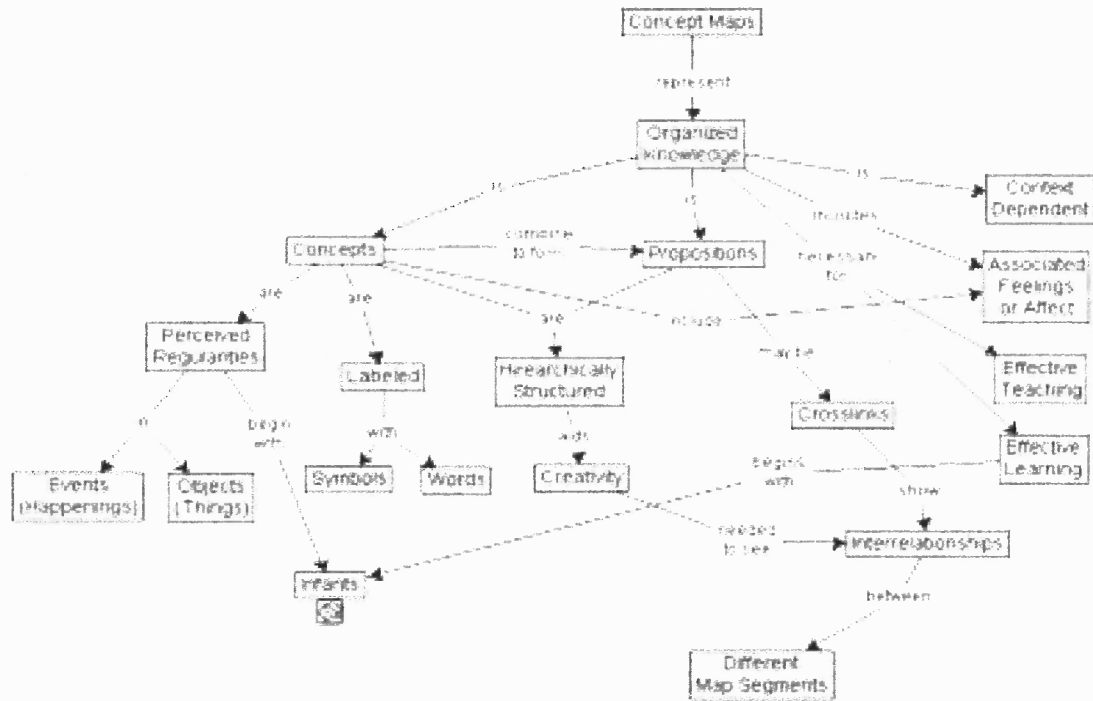 Concept Maps
represent
Organized
Knowledge
is
is
is
includes
Context
Dependent
Concepts
combine
to form
Propositions
necessary
for
Associated
Feelings
or Affect
are
are
are
include
may be
Perceived
Regularities
Labeled
Hirearchically
Structured
Effective
Teaching
Crosslinks
in
begin
with
with
aids
begins
with
Effective
Learning
Events
(Happenings)
Objects
(Things)
Symbols
Words
Creativity
show
needed
to see
Interrelationships
Infants
between
Different
Map Segments